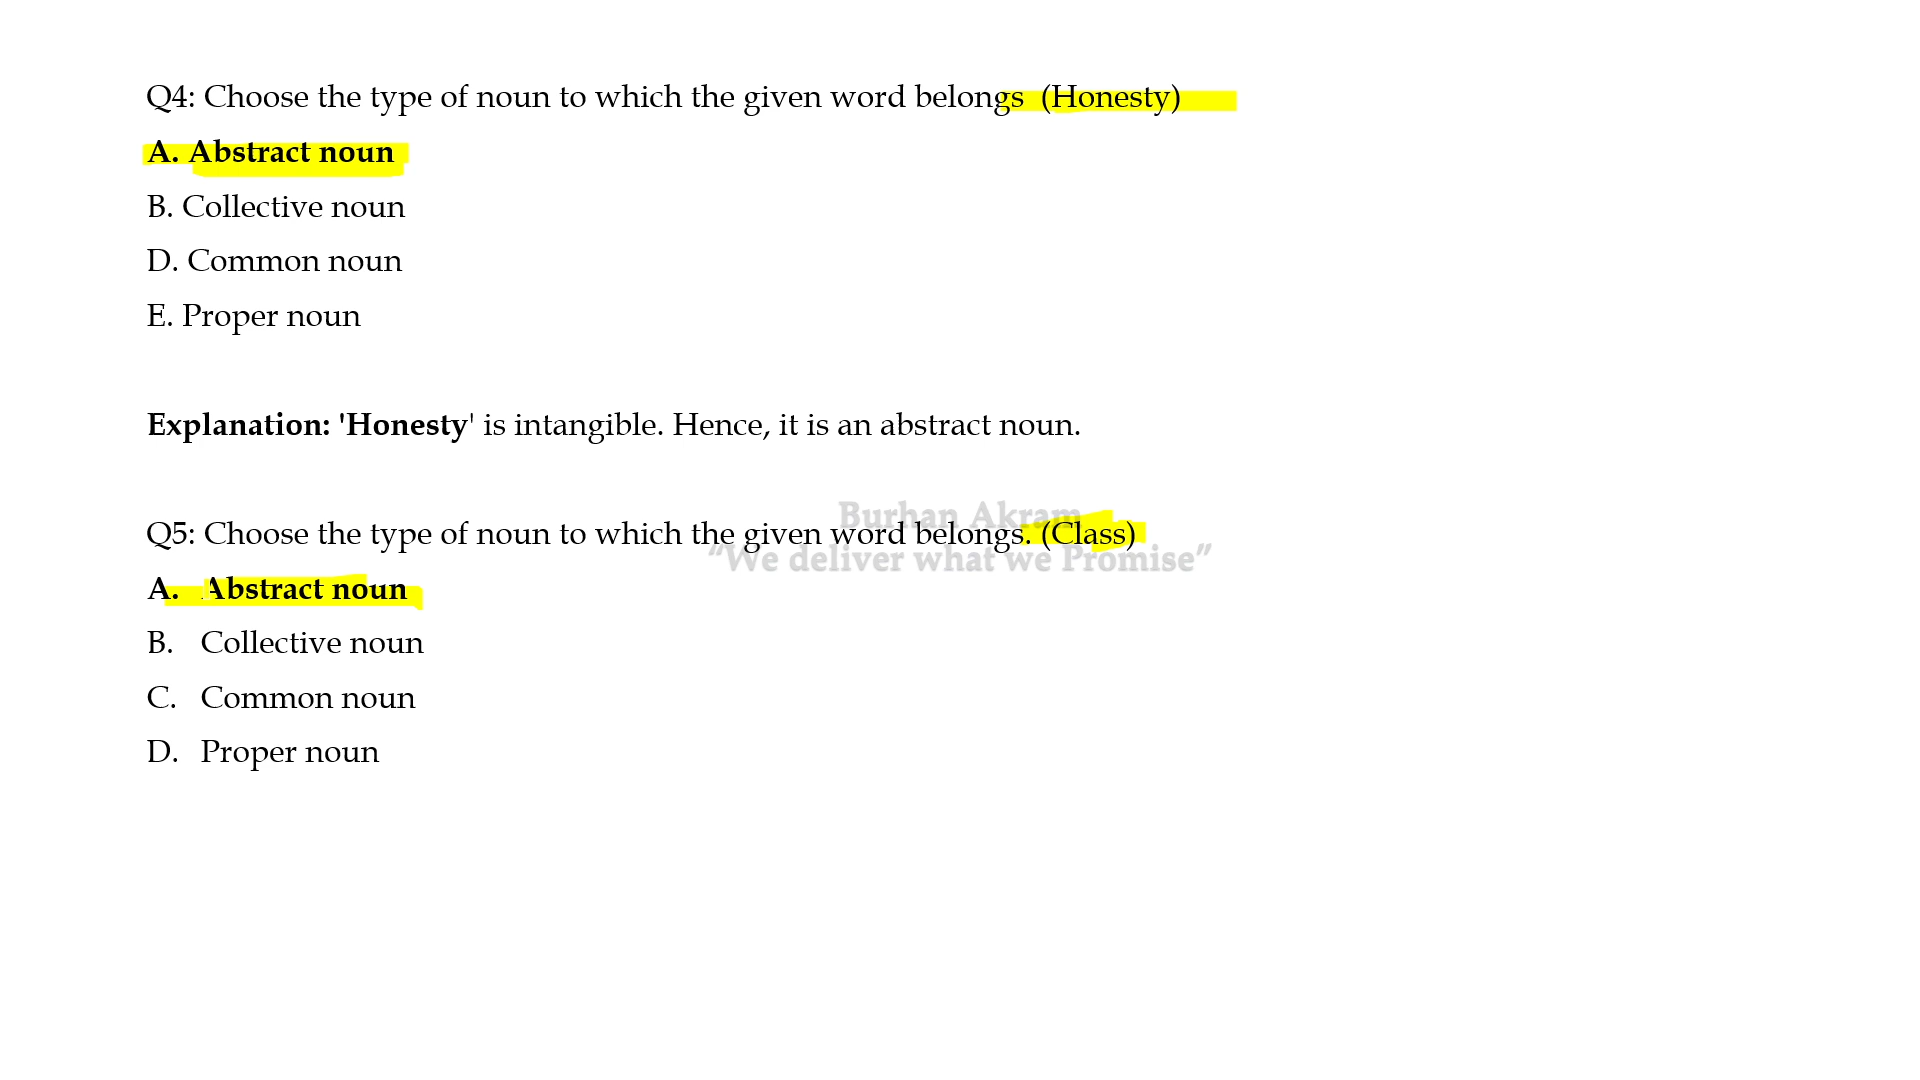 Q4: Choose the type of noun to which the given word belongs  (Honesty)
A. Abstract noun
B. Collective noun
D. Common noun
E. Proper noun
Explanation: 'Honesty' is intangible. Hence, it is an abstract noun.
Burhan Akram
Q5: Choose the type of noun to which the given word belongs. (Class)
“We deliver what we Promise”
A. Abstract noun
B. Collective noun
C. Common noun
D. Proper noun